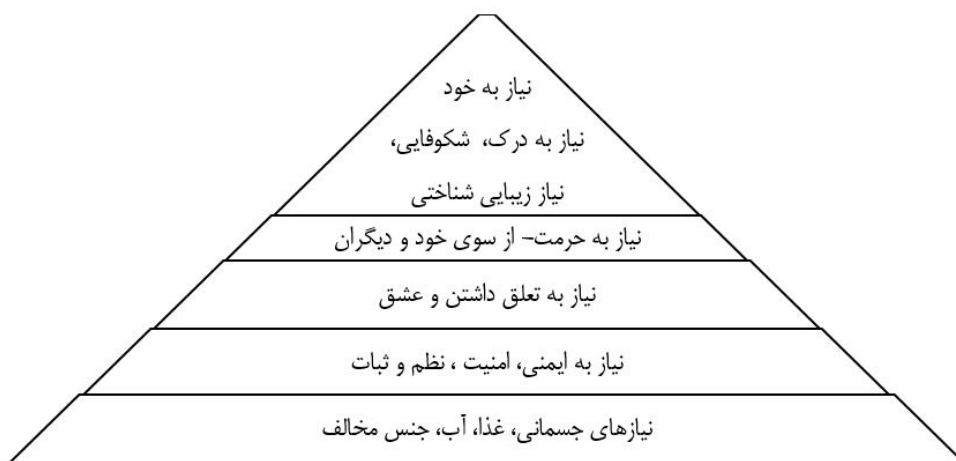 نیاز به خود
نیاز به درک، شکوفایی،
نیاز زیبایی شناختی
نیاز به حرمت- از سوی خود و دیگران
نیاز به تعلق داشتن و عشق
نیاز به ایمنی، امنیت ، نظم و ثبات
نیازهای جسمانی، غذا، آب، جنس مخالف